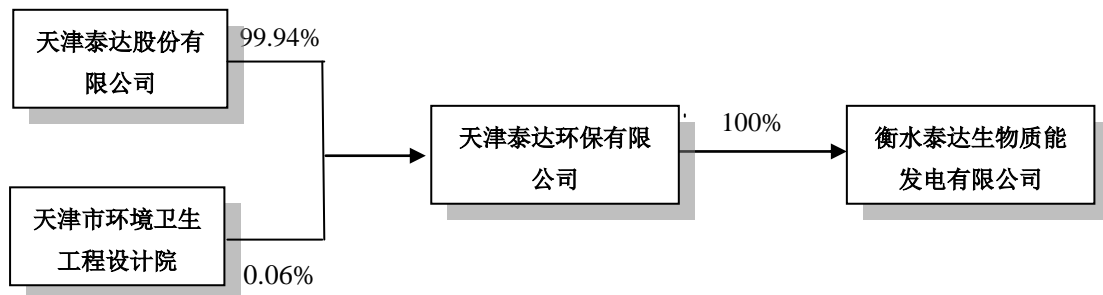 天津泰达股份有
限公司
99.94%
天津市环境卫生
工程设计院
0.06%
天津泰达环保有限
公司
100%
衡水泰达生物质能
发电有限公司